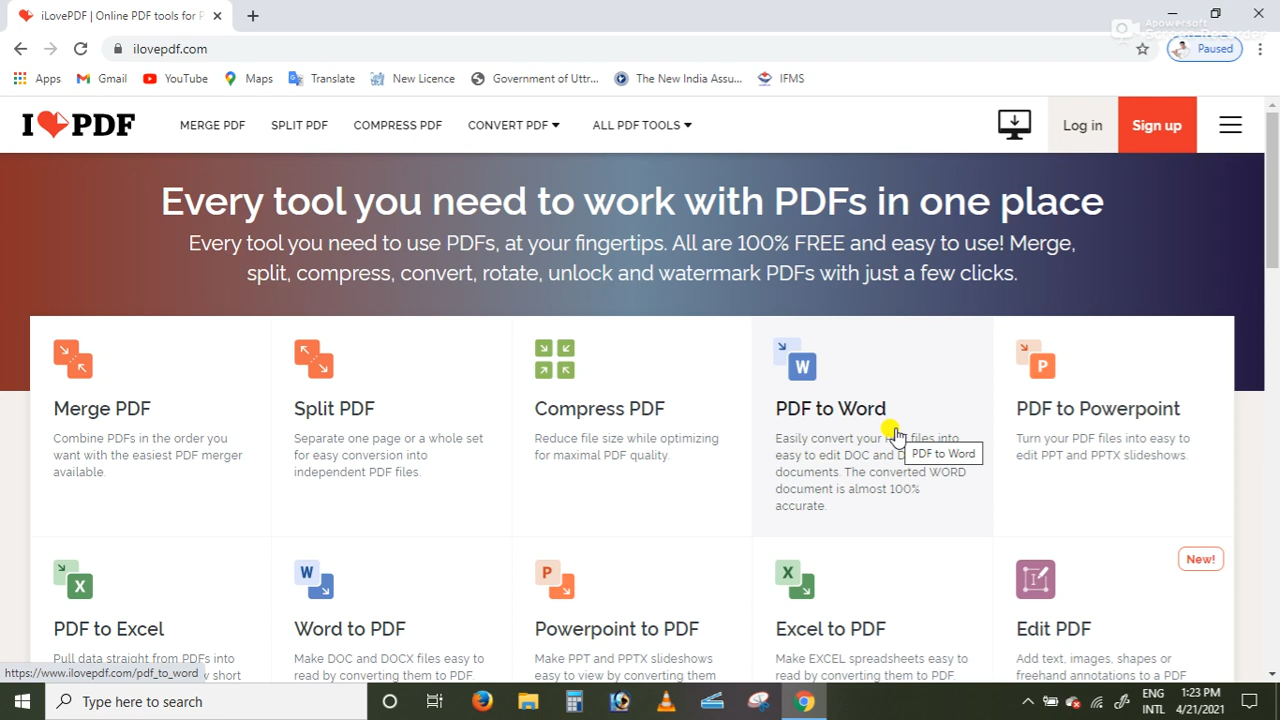 iLovePDF | Online PDF tools for P
Apowersoft
Screen Recorder
ilovepdf.com
Paused
Apps
Gmail
YouTube
Maps
Translate
New Licence
Government of Uttr...
The New India Assu...
IFMS
I PDF
MERGE PDF
SPLIT PDF
COMPRESS PDF
CONVERT PDF
ALL PDF TOOLS
Log in
Sign up
Every tool you need to work with PDFs in one place
Every tool you need to use PDFs, at your fingertips. All are 100% FREE and easy to use! Merge,
split, compress, convert, rotate, unlock and watermark PDFs with just a few clicks.
Merge PDF
Combine PDFs in the order you
want with the easiest PDF merger
available.
Split PDF
Separate one page or a whole set
for easy conversion into
independent PDF files.
Compress PDF
Reduce file size while optimizing
for maximal PDF quality.
W
PDF to Word
Easily convert your files into
easy to edit DOC and
documents. The converted WORD
document is almost 100%
accurate.
PDF to Word
P
PDF to Powerpoint
Turn your PDF files into easy to
edit PPT and PPTX slideshows.
X
PDF to Excel
Pull data straight from PDFs into
short
W
Word to PDF
Make DOC and DOCX files easy to
read by converting them to PDF.
P
Powerpoint to PDF
Make PPT and PPTX slideshows
easy to view by converting them
X
Excel to PDF
Make EXCEL spreadsheets easy to
read by converting them to PDF.
New!
Edit PDF
Add text, images, shapes or
freehand annotations to a PDF
https://www.ilovepdf.com/pdf_to_word
Type here to search
ENG
INTL
1:23 PM
4/21/2021